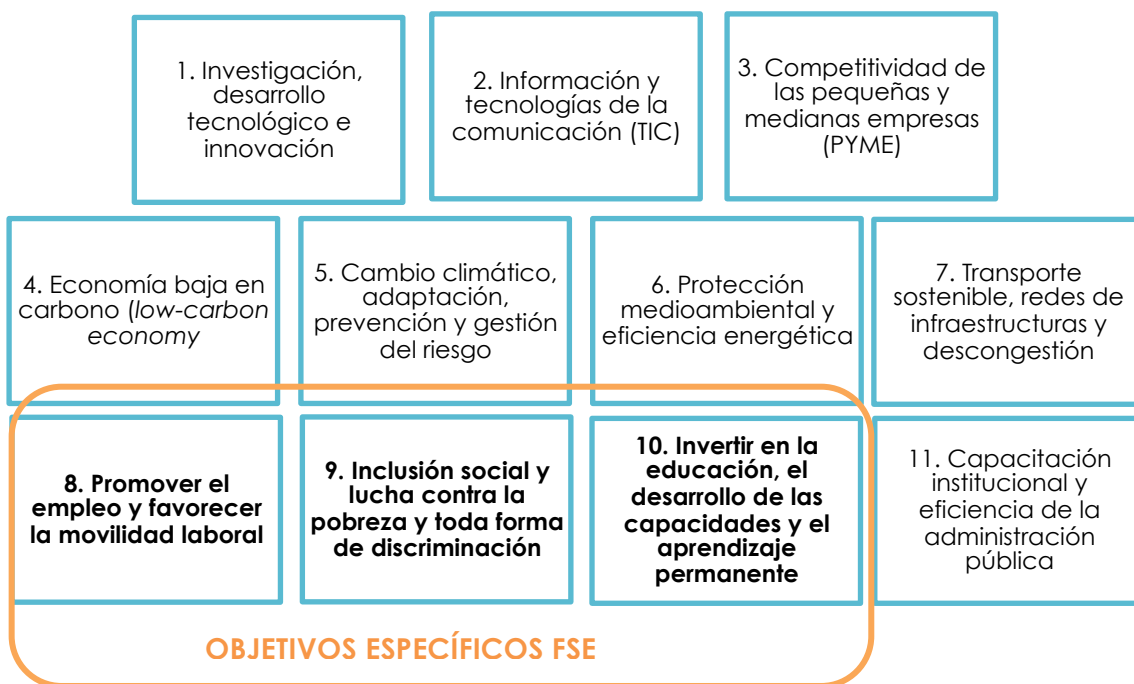 1. Investigación,
desarrollo
tecnológico e
innovación
2. Información y
tecnologías de la
comunicación (TIC)
3. Competitividad de
las pequeñas y
medianas empresas
(PYME)
4. Economía baja en
carbono (low-carbon
economy
5. Cambio climático,
adaptación,
prevención y gestión
del riesgo
6. Protección
medioambiental y
eficiencia energética
7. Transporte
sostenible, redes de
infraestructuras y
descongestión
8. Promover el
empleo y favorecer
la movilidad laboral
9. Inclusión social y
lucha contra la
pobreza y toda forma
de discriminación
10. Invertir en la
educación, el
desarrollo de las
capacidades y el
aprendizaje
permanente
11. Capacitación
institucional y
eficiencia de la
administración
pública
OBJETIVOS ESPECÍFICOS FSE